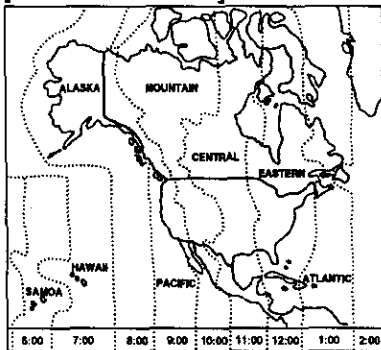 ALASKA
MOUNTAIN
CENTRAL
EASTERN
HAWAII
SAMOA
PACIFIC
ATLANTIC
6:00 7:00 8:00 9:00 10:00 11:00 12:00 1:00 2:00